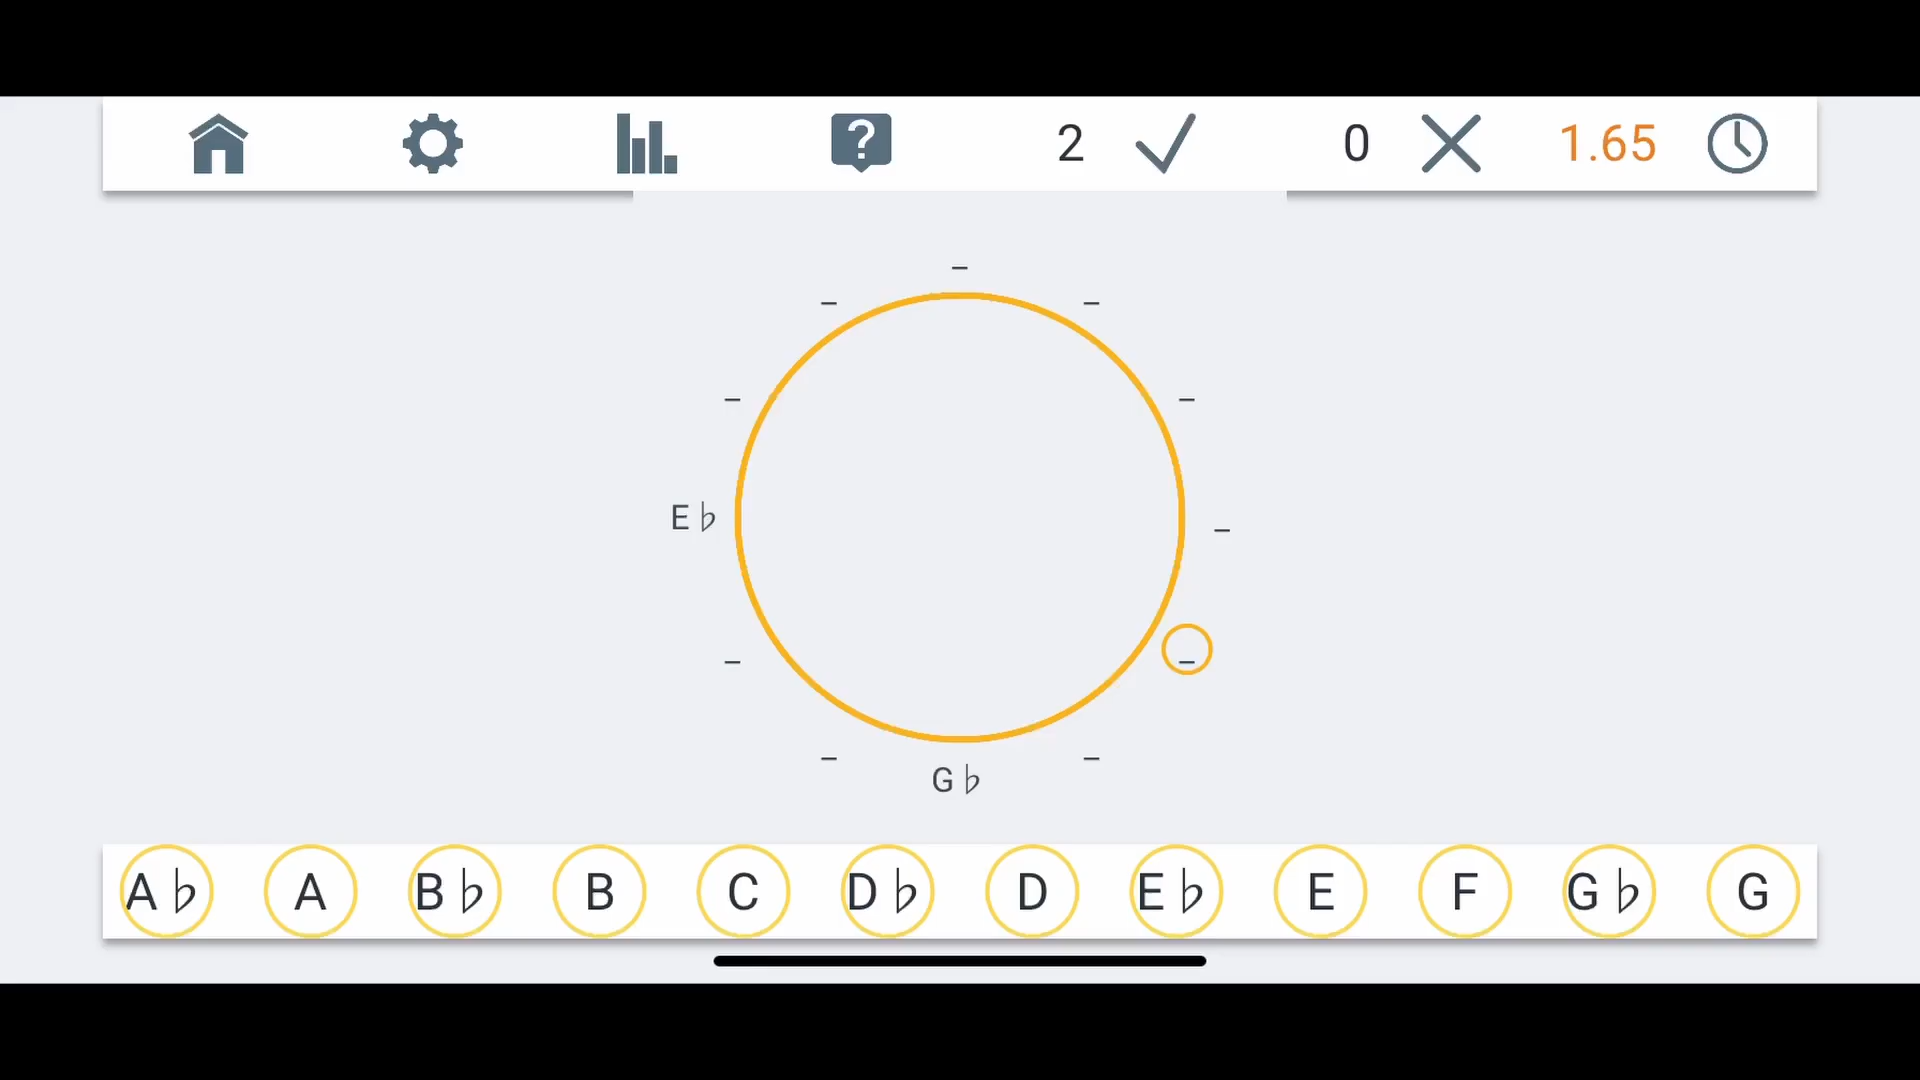 ? 2 0 1.65
–
– –
– –
E♭ –
– –
– –
G♭
A♭ A B♭ B C D♭ D E♭ E F G♭ G